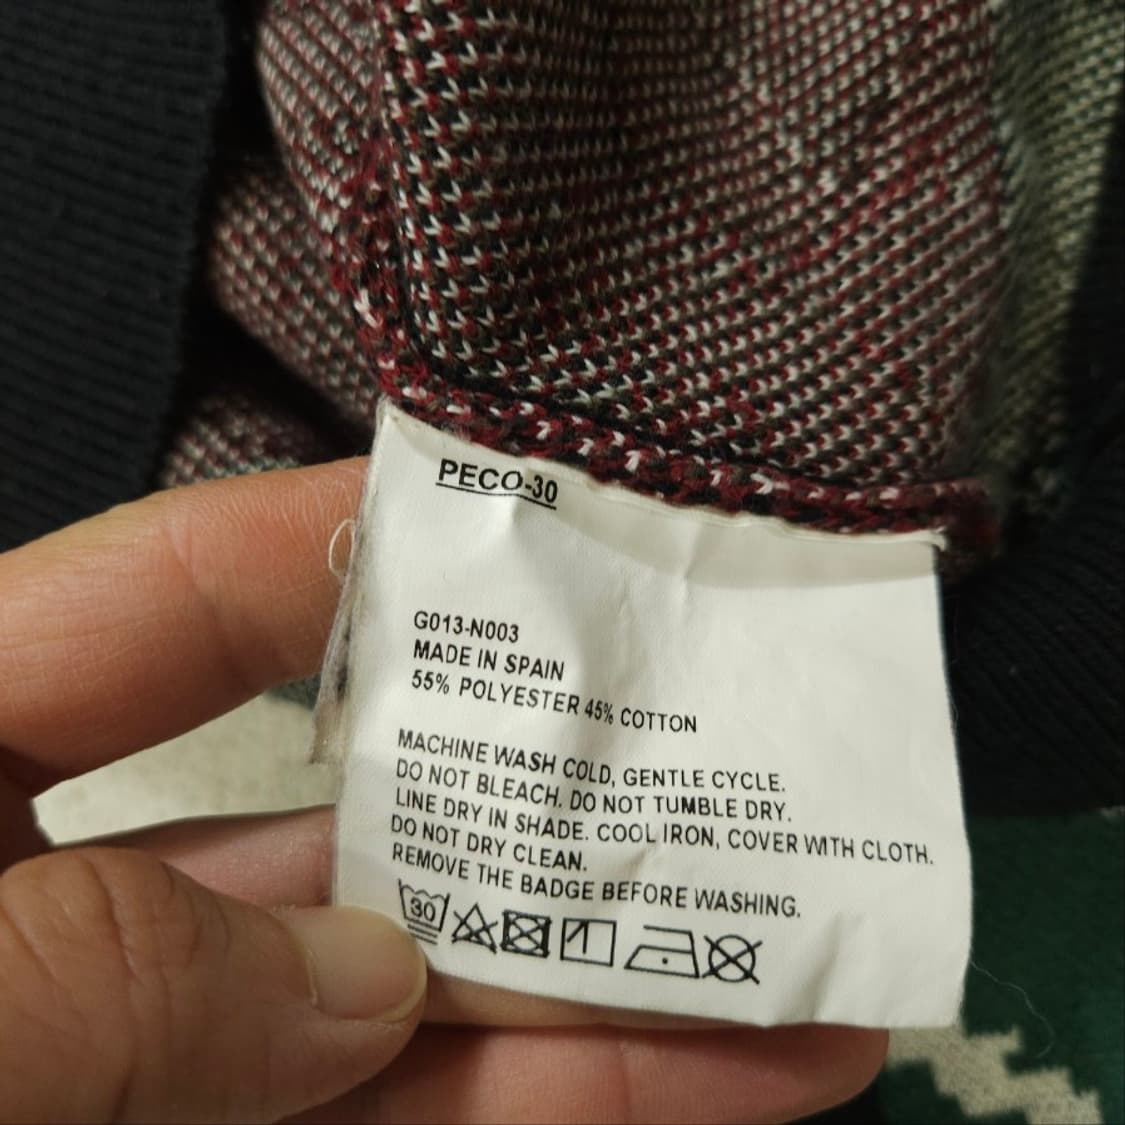 PECO-30
G013-N003
MADE IN SPAIN
55% POLYESTER 45% COTTON
MACHINE WASH COLD, GENTLE CYCLE.
DO NOT BLEACH. DO NOT TUMBLE DRY.
LINE DRY IN SHADE. COOL IRON, COVER WITH CLOTH.
DO NOT DRY CLEAN.
REMOVE THE BADGE BEFORE WASHING.
30